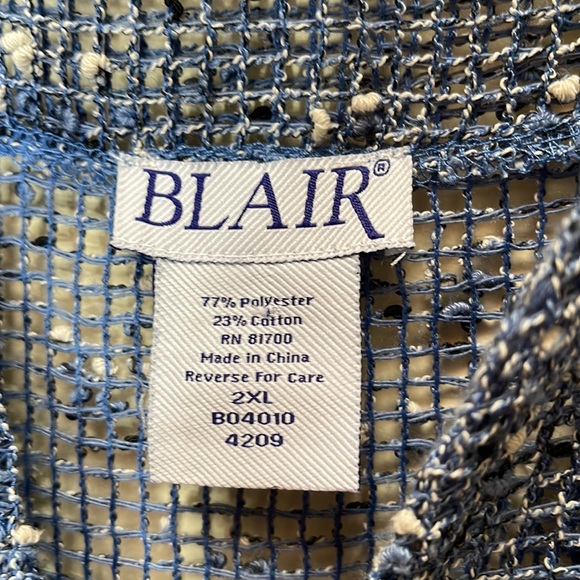 BLAIR®
77% Polyester
23% Cotton
RN 81700
Made in China
Reverse For Care
2XL
B04010
4209